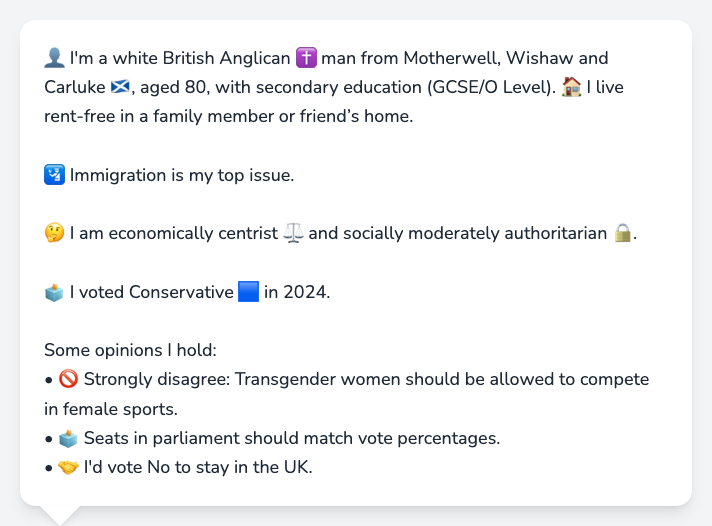 👤 I'm a white British Anglican ✝️ man from Motherwell, Wishaw and
Carluke 🏴󠁧󠁢󠁳󠁣󠁴󠁿, aged 80, with secondary education (GCSE/O Level). 🏠 I live
rent-free in a family member or friend’s home.
🛂 Immigration is my top issue.
🤔 I am economically centrist ⚖️ and socially moderately authoritarian 🔒.
🗳️ I voted Conservative 🟦 in 2024.
Some opinions I hold:
• 🚫 Strongly disagree: Transgender women should be allowed to compete
in female sports.
• 🗳️ Seats in parliament should match vote percentages.
• 🤝 I'd vote No to stay in the UK.